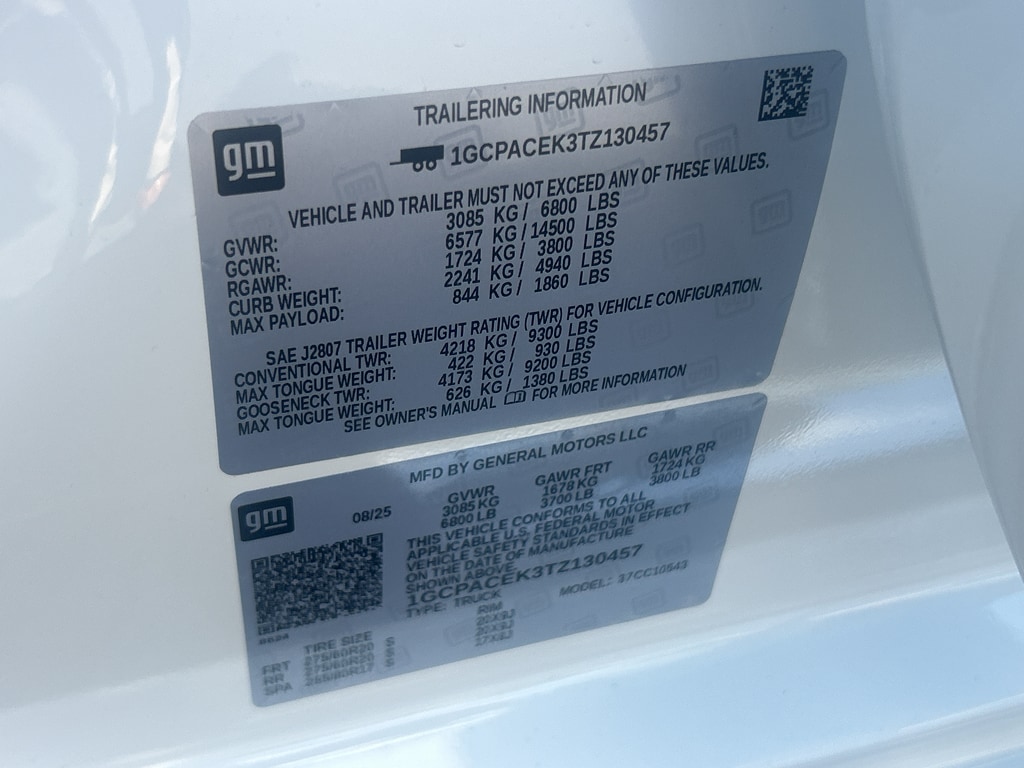 gm
TRAILERING INFORMATION
1GCPACEK3TZ130457
VEHICLE AND TRAILER MUST NOT EXCEED ANY OF THESE VALUES.
GVWR: 3085 KG / 6800 LBS
GCWR: 6577 KG / 14500 LBS
RGAWR: 1724 KG / 3800 LBS
CURB WEIGHT: 2241 KG / 4940 LBS
MAX PAYLOAD: 844 KG / 1860 LBS
SAE J2807 TRAILER WEIGHT RATING (TWR) FOR VEHICLE CONFIGURATION.
CONVENTIONAL TWR: 4218 KG / 9300 LBS
MAX TONGUE WEIGHT: 422 KG / 930 LBS
GOOSENECK TWR: 4173 KG / 9200 LBS
MAX TONGUE WEIGHT: 626 KG / 1380 LBS
SEE OWNER'S MANUAL FOR MORE INFORMATION
MFD BY GENERAL MOTORS LLC
gm
08/25
GVWR GAWR FRT GAWR RR
3085 KG 1678 KG 1724 KG
6800 LB 3700 LB 3800 LB
THIS VEHICLE CONFORMS TO ALL
APPLICABLE U.S. FEDERAL MOTOR
VEHICLE SAFETY STANDARDS IN EFFECT
ON THE DATE OF MANUFACTURE
SHOWN ABOVE.
1GCPACEK3TZ130457
TYPE: TRUCK MODEL: 37CC10543
TIRE SIZE RIM
FRT 275/60R20 S 20X9J
RR 275/60R20 S 20X9J
SPA S